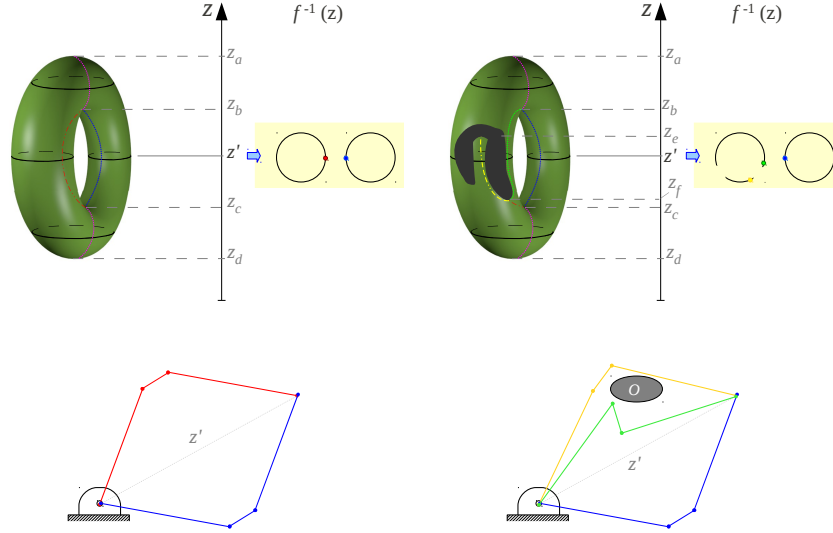 z f⁻¹(z) z f⁻¹(z)
z_a z_a
z_b z_b
z_e
z' z'
z_f
z_c z_c
z_d z_d
O
z' z'